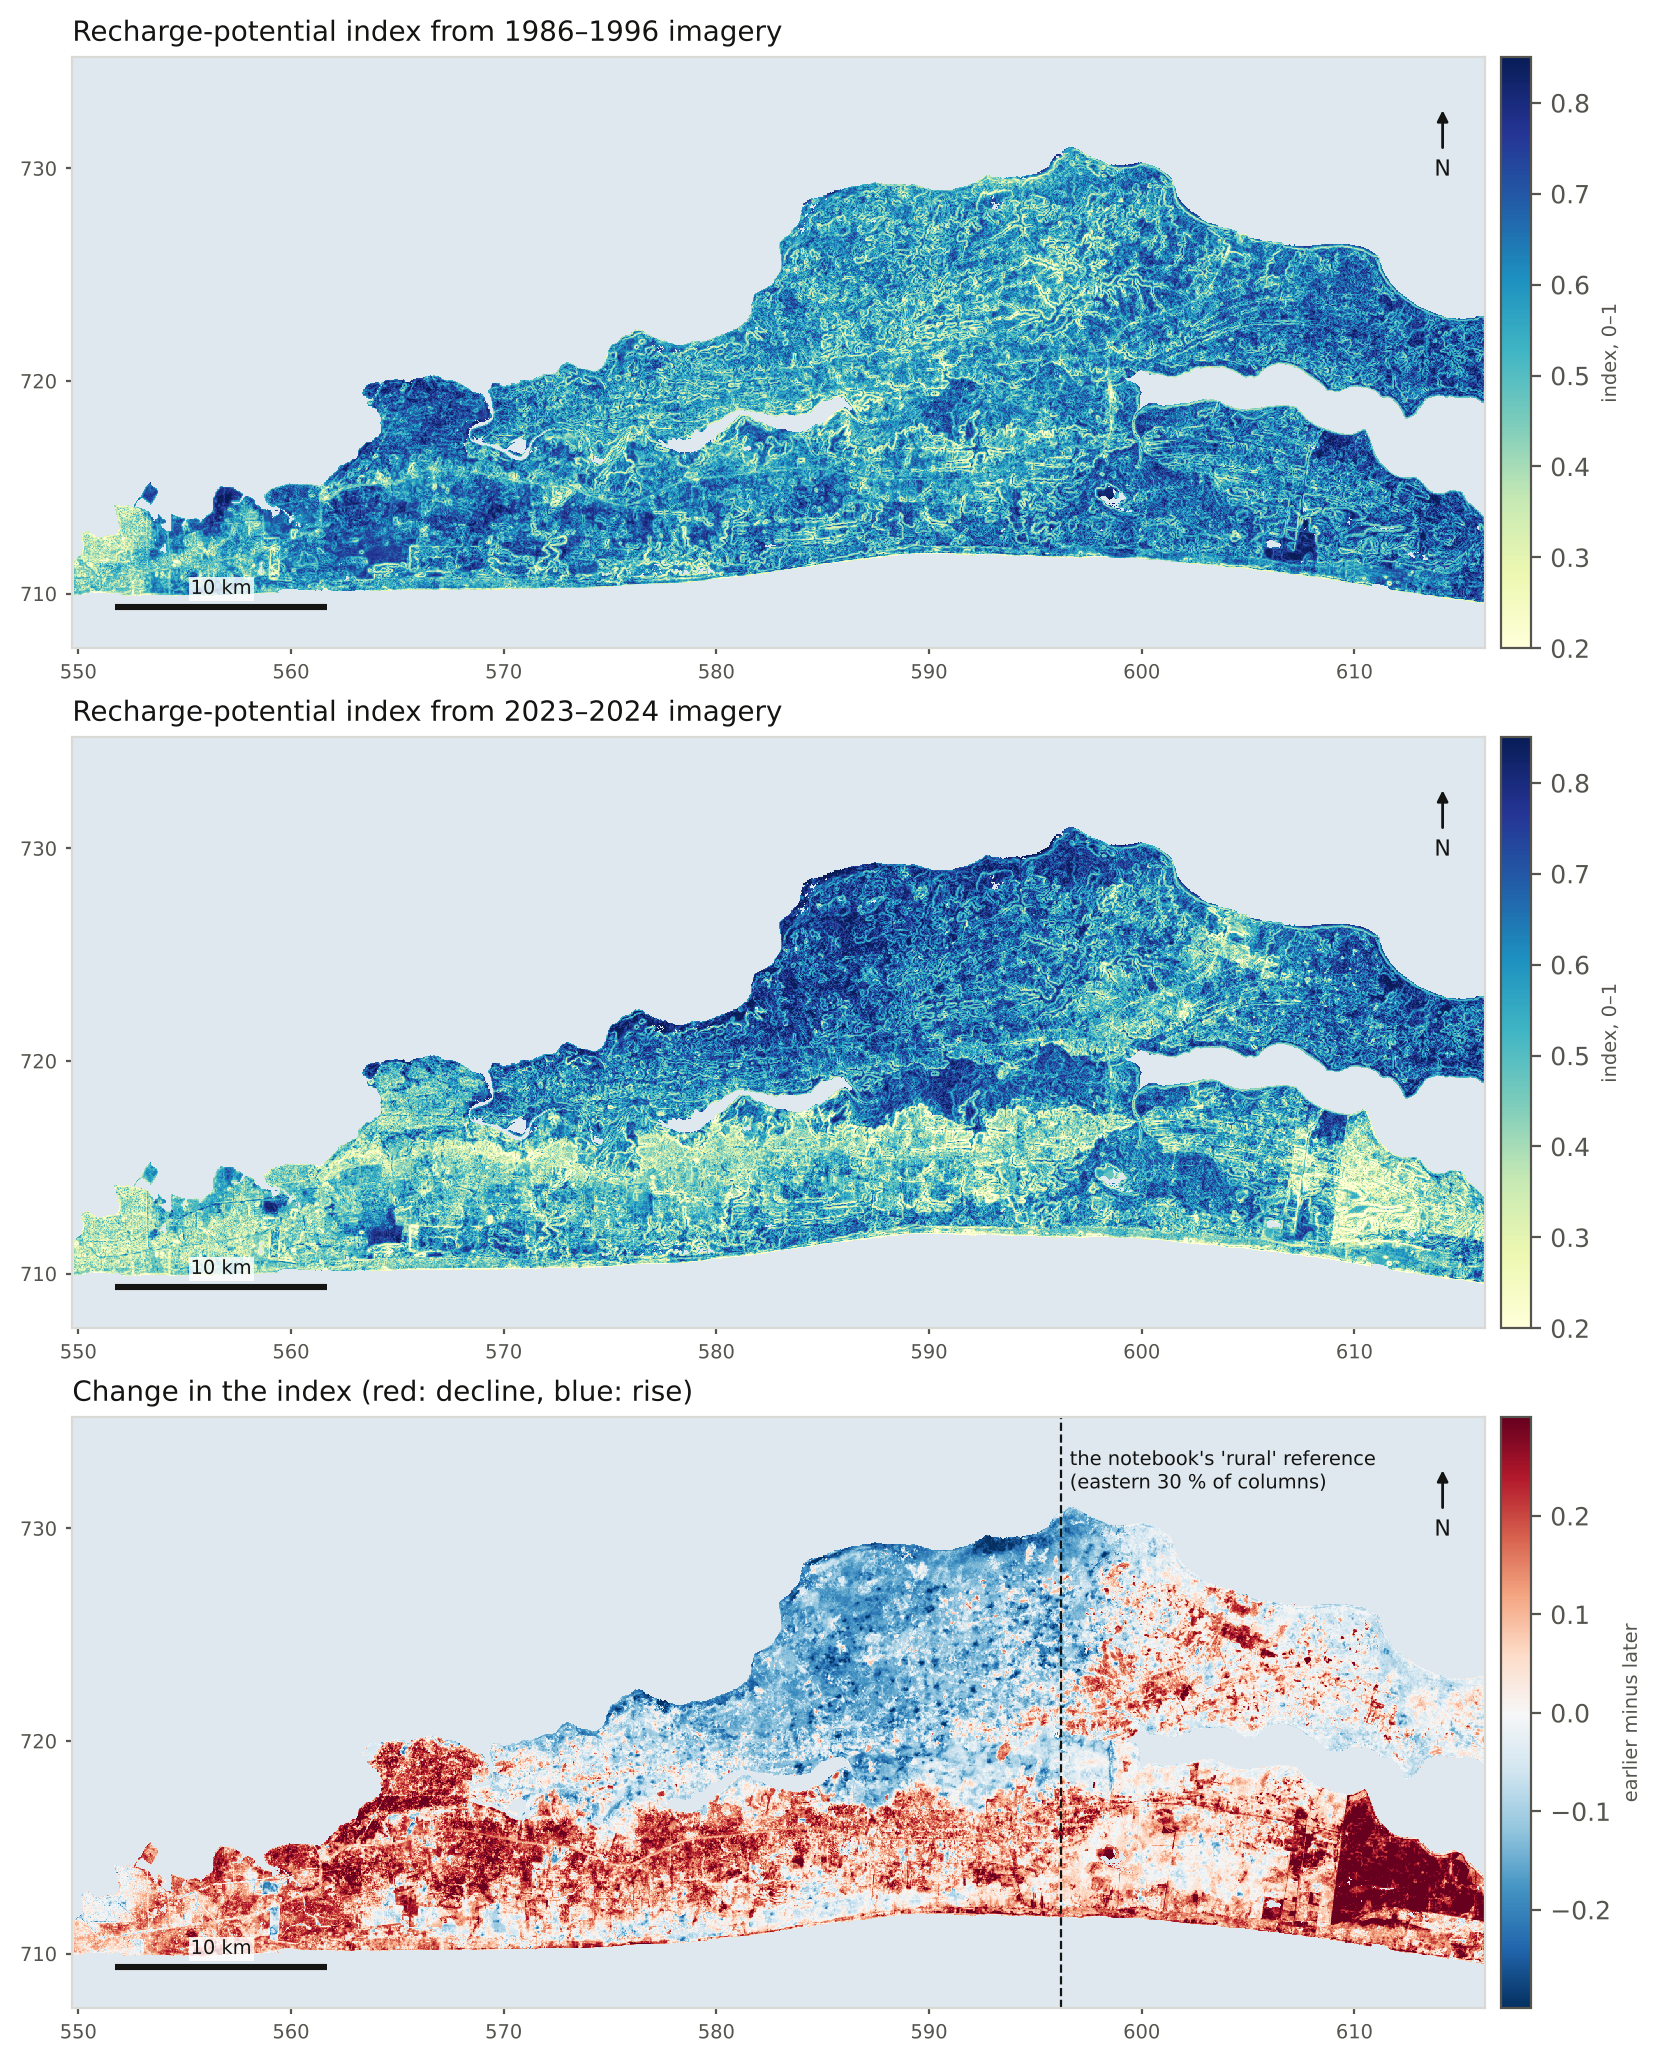 Recharge-potential index from 1986–1996 imagery
730
720
710
N
10 km
550 560 570 580 590 600 610
0.8
0.7
0.6
0.5
0.4
0.3
0.2
index, 0–1
Recharge-potential index from 2023–2024 imagery
730
720
710
N
10 km
550 560 570 580 590 600 610
0.8
0.7
0.6
0.5
0.4
0.3
0.2
index, 0–1
Change in the index (red: decline, blue: rise)
the notebook's 'rural' reference
(eastern 30 % of columns)
730
720
710
N
10 km
550 560 570 580 590 600 610
0.2
0.1
0.0
−0.1
−0.2
earlier minus later